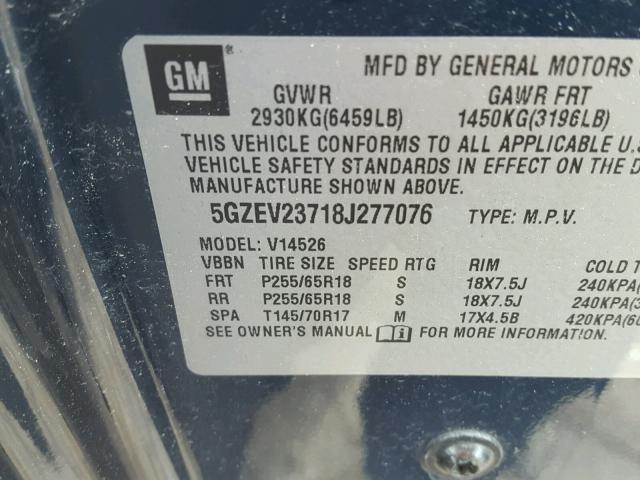 GM ®
MFD BY GENERAL MOTORS
GVWR GAWR FRT
2930KG(6459LB) 1450KG(3196LB)
THIS VEHICLE CONFORMS TO ALL APPLICABLE U.S
VEHICLE SAFETY STANDARDS IN EFFECT ON THE D
MANUFACTURE SHOWN ABOVE.
5GZEV23718J277076 TYPE: M.P.V.
MODEL: V14526
VBBN TIRE SIZE SPEED RTG RIM COLD T
FRT P255/65R18 S 18X7.5J 240KPA(
RR P255/65R18 S 18X7.5J 240KPA(3
SPA T145/70R17 M 17X4.5B 420KPA(6
SEE OWNER'S MANUAL FOR MORE INFORMATION.